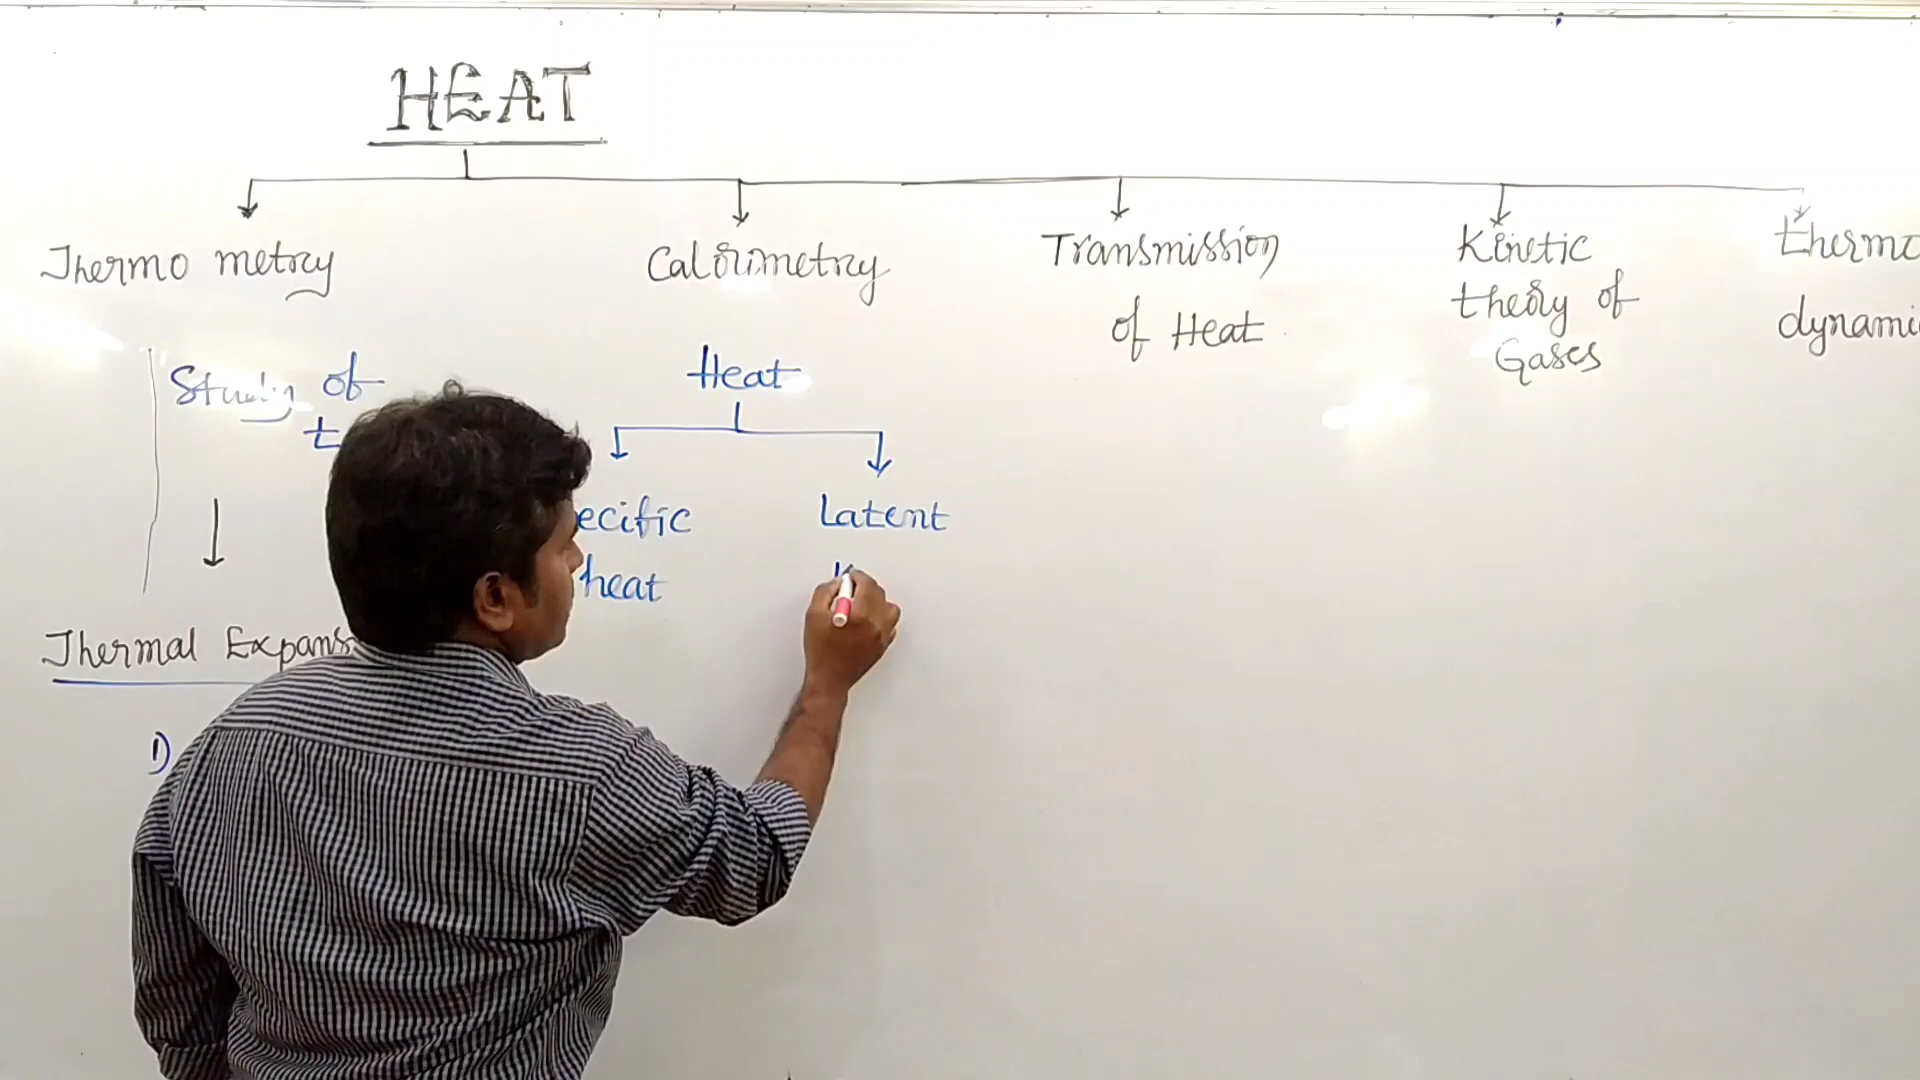 HEAT
Thermo metry
Study of
Thermal Expans
1)
Calorimetry
Heat
ecific
heat
Latent
Transmission
of Heat
Kinetic
theory of
Gases
thermo
dynami